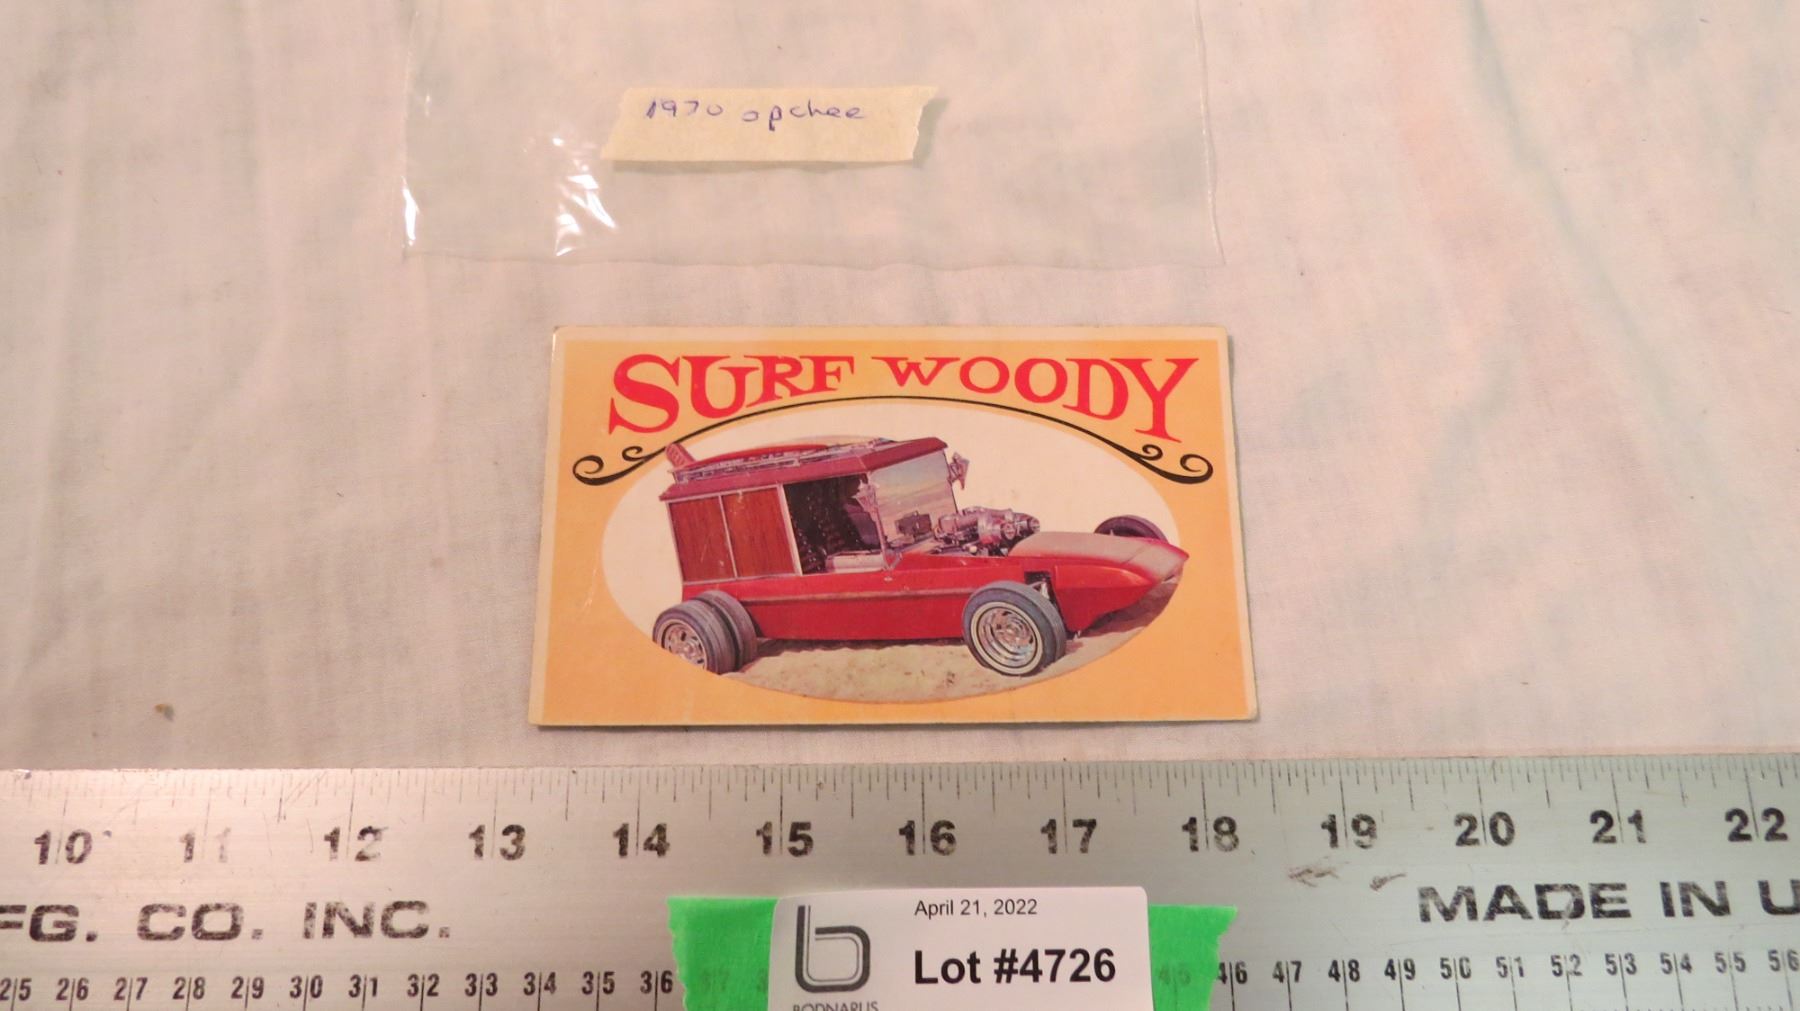 1970 opchee
SURF WOODY
10 11 12 13 14 15 16 17 18 19 20 21 22
FG. CO. INC.
MADE IN U
April 21, 2022
Lot #4726
BODNARUS
25 26 27 28 29 30 31 32 33 34 35 36 37 46 47 48 49 50 51 52 53 54 55 56